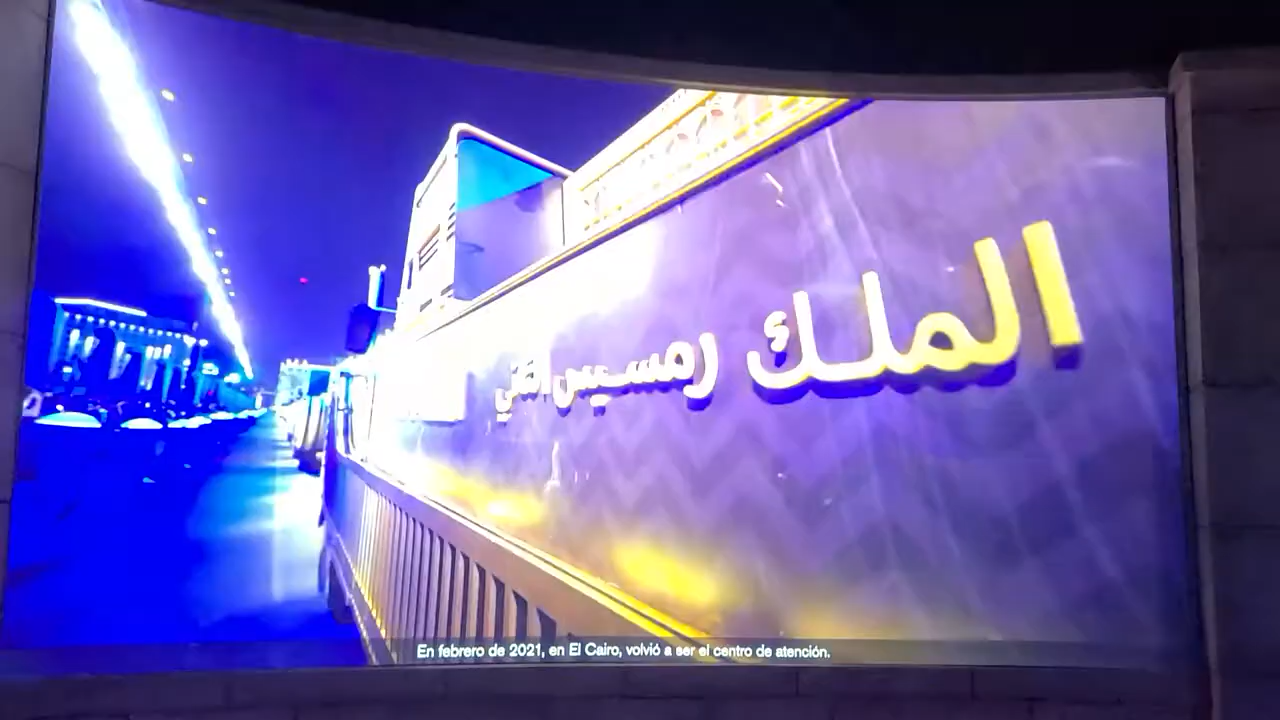 الملك رمسيس الثاني
En febrero de 2021, en El Cairo, volvió a ser el centro de atención.